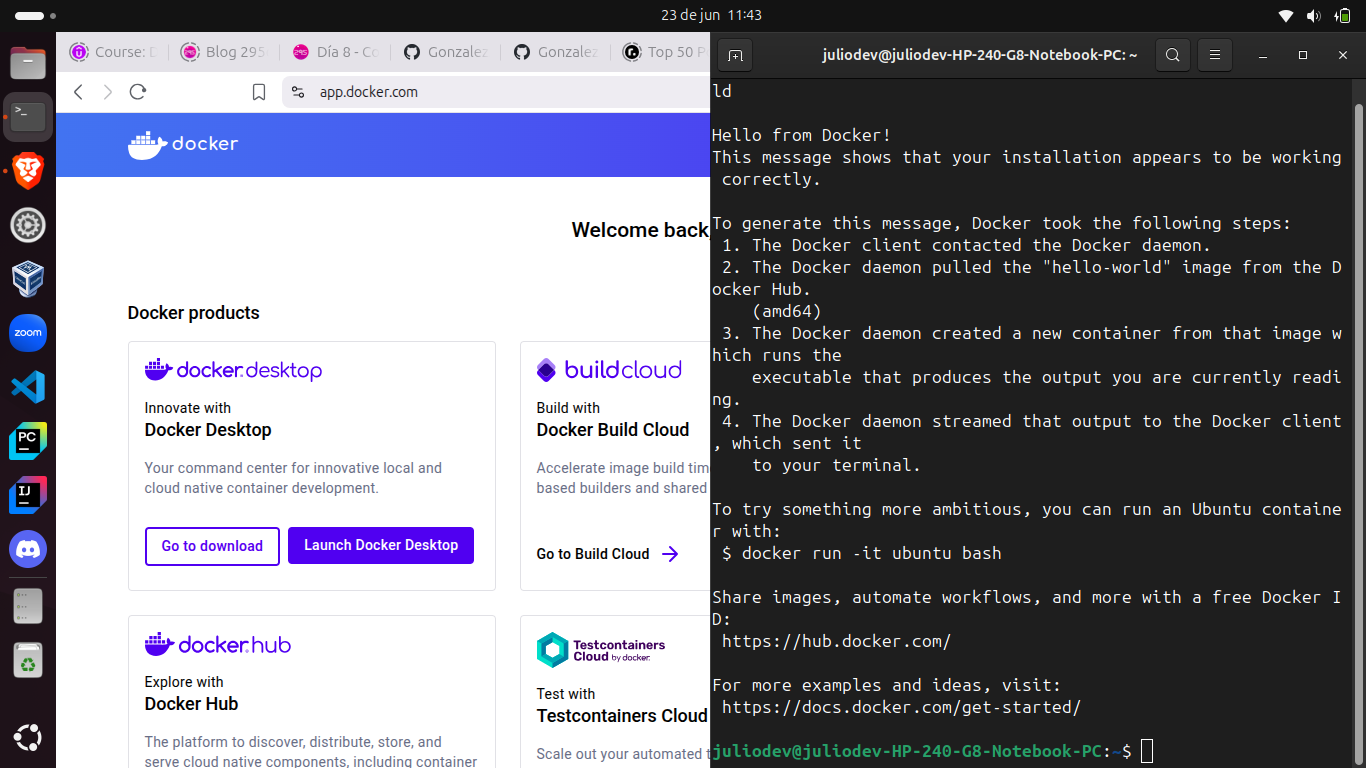 23 de jun 11:43
Course: D
Blog 295
Día 8 - Co
Gonzalez
Gonzalez
Top 50 P
app.docker.com
docker
Welcome back,
Docker products
docker desktop
Innovate with
Docker Desktop
Your command center for innovative local and
cloud native container development.
Go to download
Launch Docker Desktop
build cloud
Build with
Docker Build Cloud
Accelerate image build tim
based builders and shared
Go to Build Cloud
docker hub
Explore with
Docker Hub
The platform to discover, distribute, store, and
serve cloud native components, including container
Testcontainers
Cloud by docker.
Test with
Testcontainers Cloud
Scale out your automated t
zoom
PC
IJ
juliodev@juliodev-HP-240-G8-Notebook-PC: ~
ld
Hello from Docker!
This message shows that your installation appears to be working
correctly.
To generate this message, Docker took the following steps:
1. The Docker client contacted the Docker daemon.
2. The Docker daemon pulled the "hello-world" image from the D
ocker Hub.
(amd64)
3. The Docker daemon created a new container from that image w
hich runs the
executable that produces the output you are currently readi
ng.
4. The Docker daemon streamed that output to the Docker client
, which sent it
to your terminal.
To try something more ambitious, you can run an Ubuntu containe
r with:
$ docker run -it ubuntu bash
Share images, automate workflows, and more with a free Docker I
D:
https://hub.docker.com/
For more examples and ideas, visit:
https://docs.docker.com/get-started/
juliodev@juliodev-HP-240-G8-Notebook-PC:~$